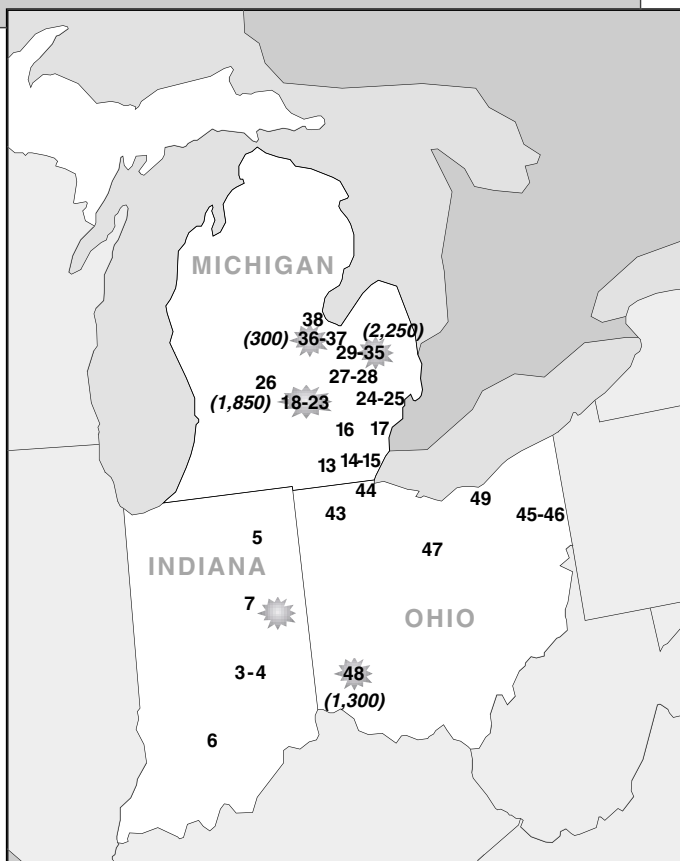 MICHIGAN
38
(300) 36-37 (2,250)
29-35
27-28
26
(1,850) 18-23 24-25
16 17
13 14-15
44
43 49
45-46
5 47
INDIANA
7
OHIO
3-4 48
(1,300)
6